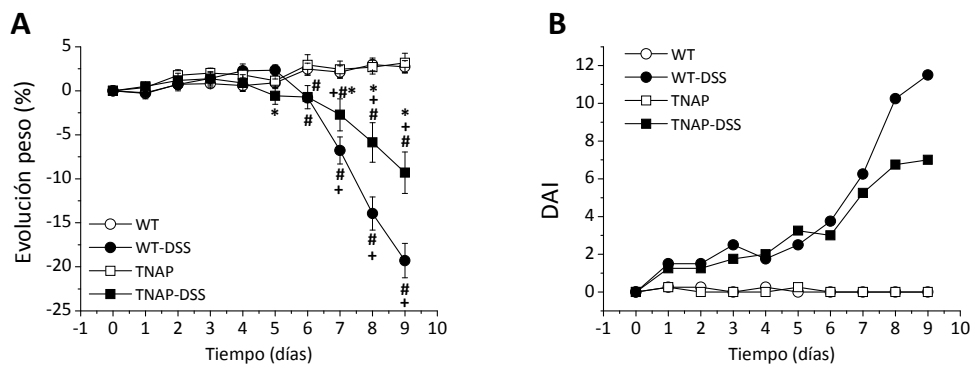 A
Evolución peso (%)
5
0
-5
-10
-15
-20
-25
-1 0 1 2 3 4 5 6 7 8 9 10
Tiempo (días)
WT
WT-DSS
TNAP
TNAP-DSS
*
#
#
+#*
#
+
*
+
#
#
+
*
+
#
#
+
B
DAI
12
10
8
6
4
2
0
-1 0 1 2 3 4 5 6 7 8 9 10
Tiempo (días)
WT
WT-DSS
TNAP
TNAP-DSS